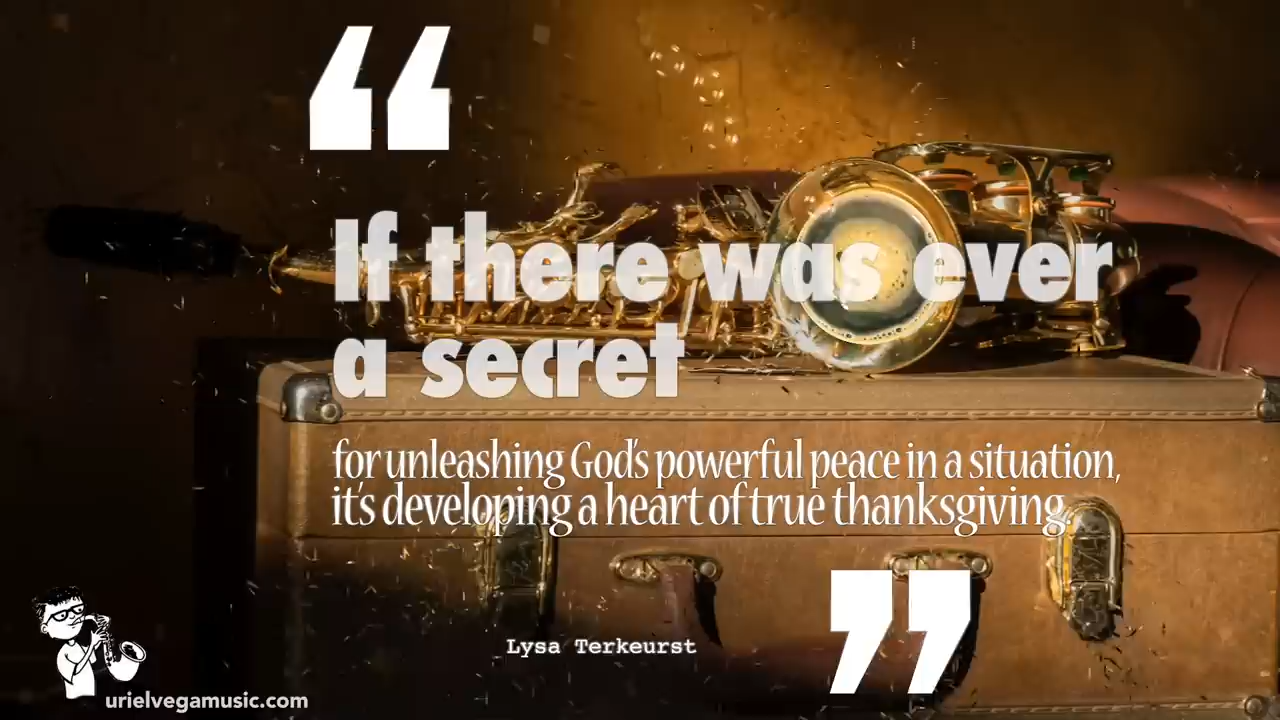 “
If there was ever
a secret
for unleashing God's powerful peace in a situation,
it's developing a heart of true thanksgiving.
”
Lysa Terkeurst
urielvegamusic.com